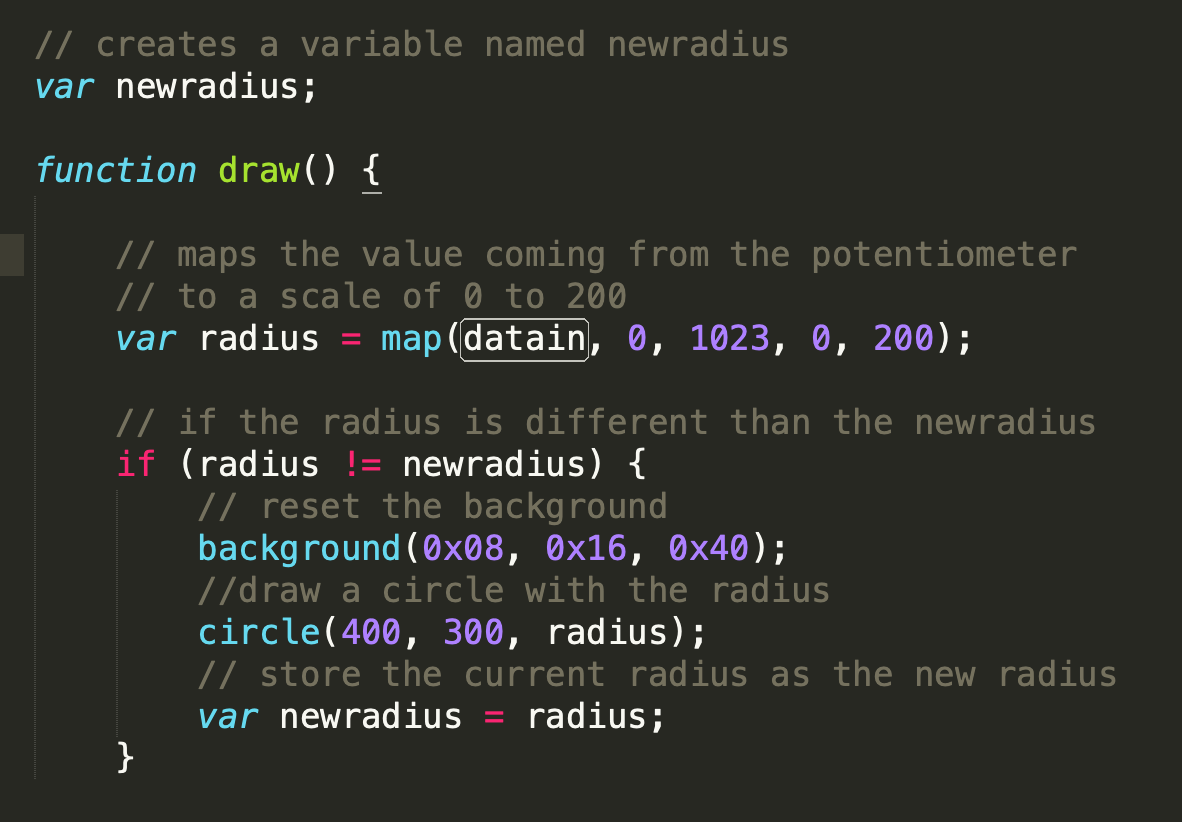 // creates a variable named newradius
var newradius;
function draw() {
// maps the value coming from the potentiometer
// to a scale of 0 to 200
var radius = map(datain, 0, 1023, 0, 200);
// if the radius is different than the newradius
if (radius != newradius) {
// reset the background
background(0x08, 0x16, 0x40);
//draw a circle with the radius
circle(400, 300, radius);
// store the current radius as the new radius
var newradius = radius;
}